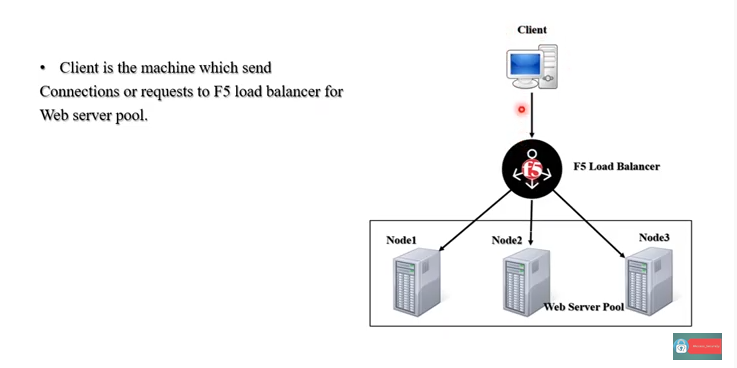 • Client is the machine which send
Connections or requests to F5 load balancer for
Web server pool.
Client
f5
F5 Load Balancer
Node1
Node2
Node3
Web Server Pool